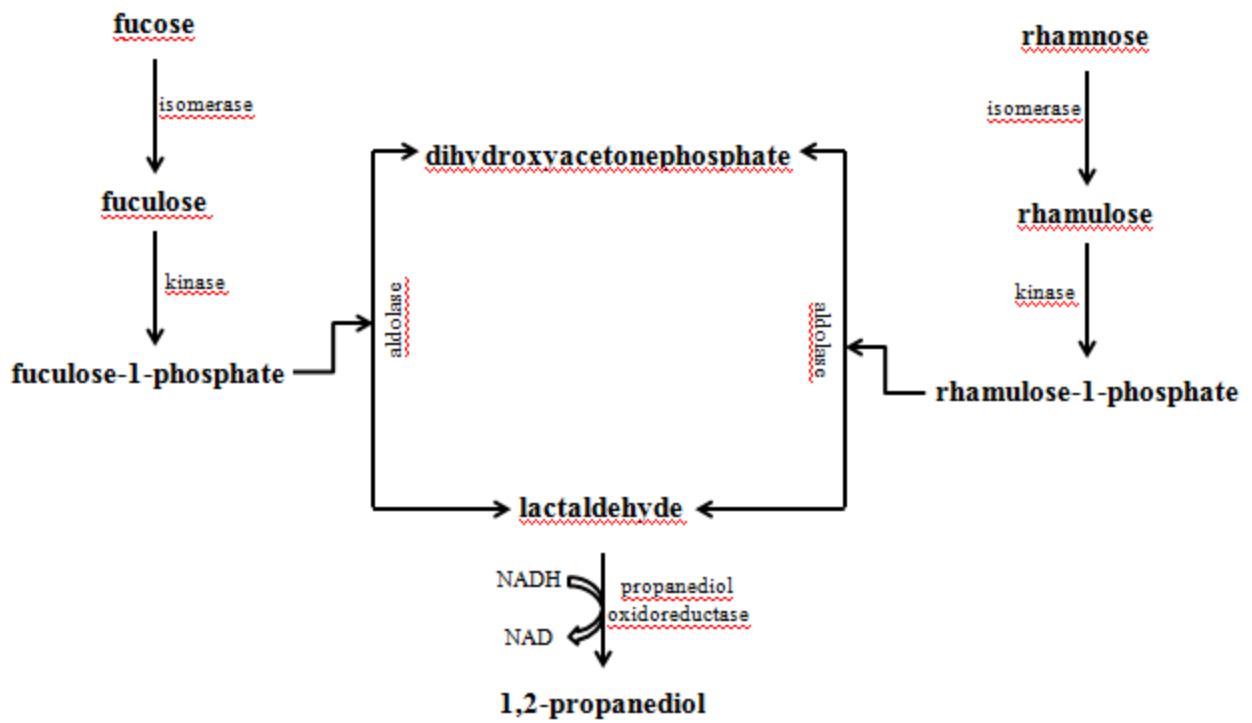 fucose
rhamnose
isomerase
isomerase
dihydroxyacetonephosphate
fuculose
rhamulose
kinase
kinase
aldolase
aldolase
fuculose-1-phosphate
rhamulose-1-phosphate
lactaldehyde
NADH
propanediol
oxidoreductase
NAD
1,2-propanediol